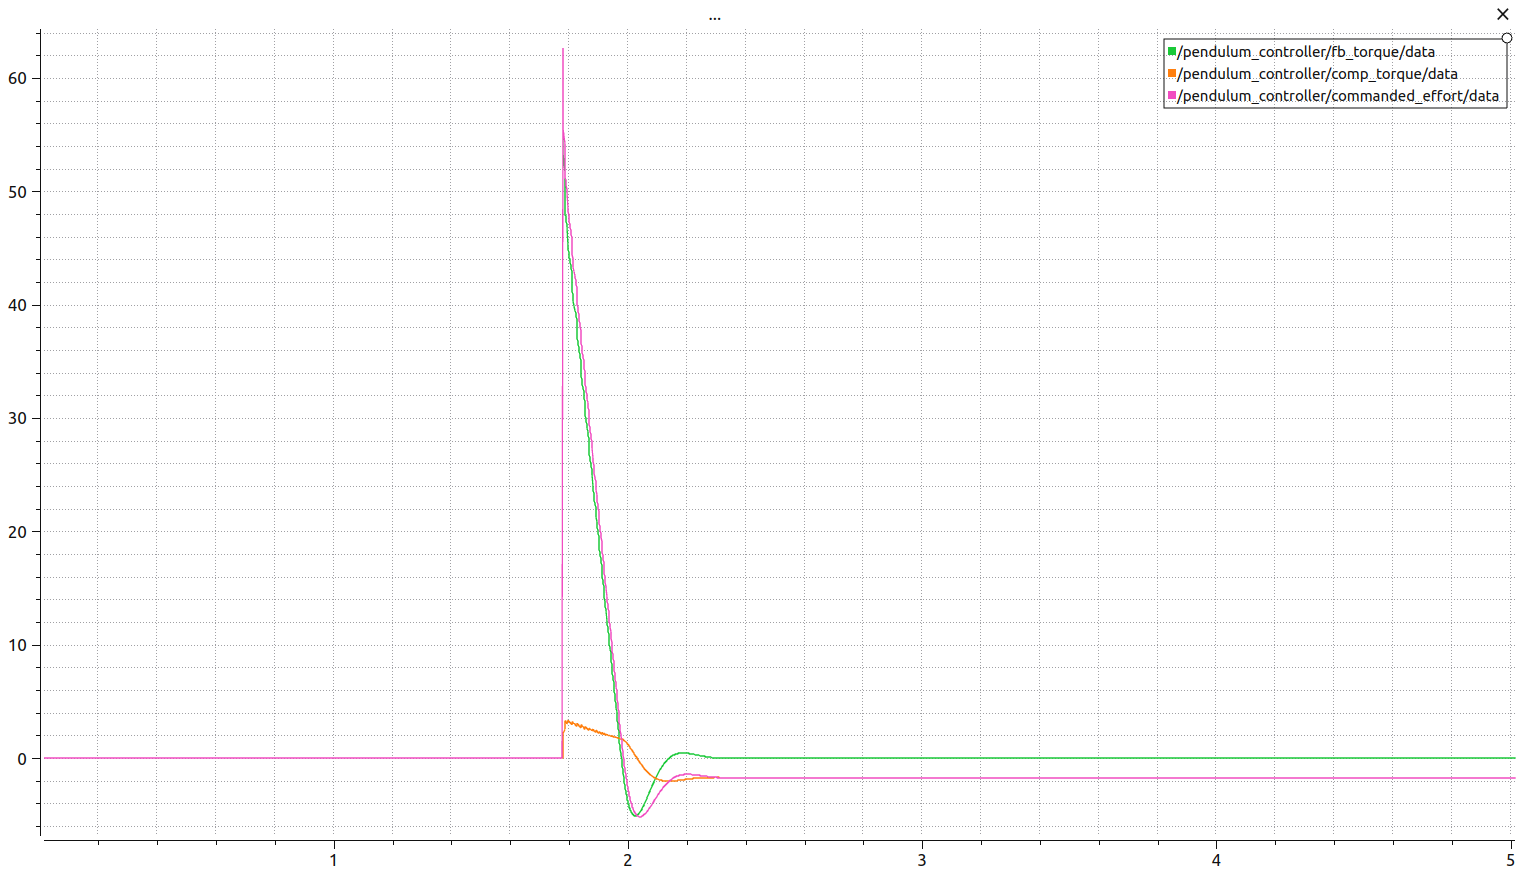 ...
/pendulum_controller/fb_torque/data
/pendulum_controller/comp_torque/data
/pendulum_controller/commanded_effort/data
60
50
40
30
20
10
0
1 2 3 4 5